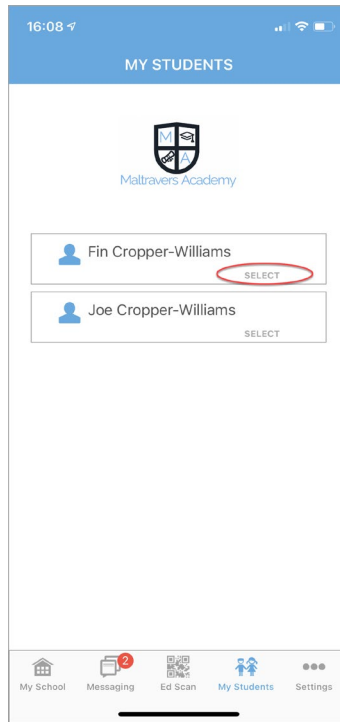 16:08
MY STUDENTS
M
A
Maltravers Academy
Fin Cropper-Williams
SELECT
Joe Cropper-Williams
SELECT
2
My School Messaging Ed Scan My Students Settings